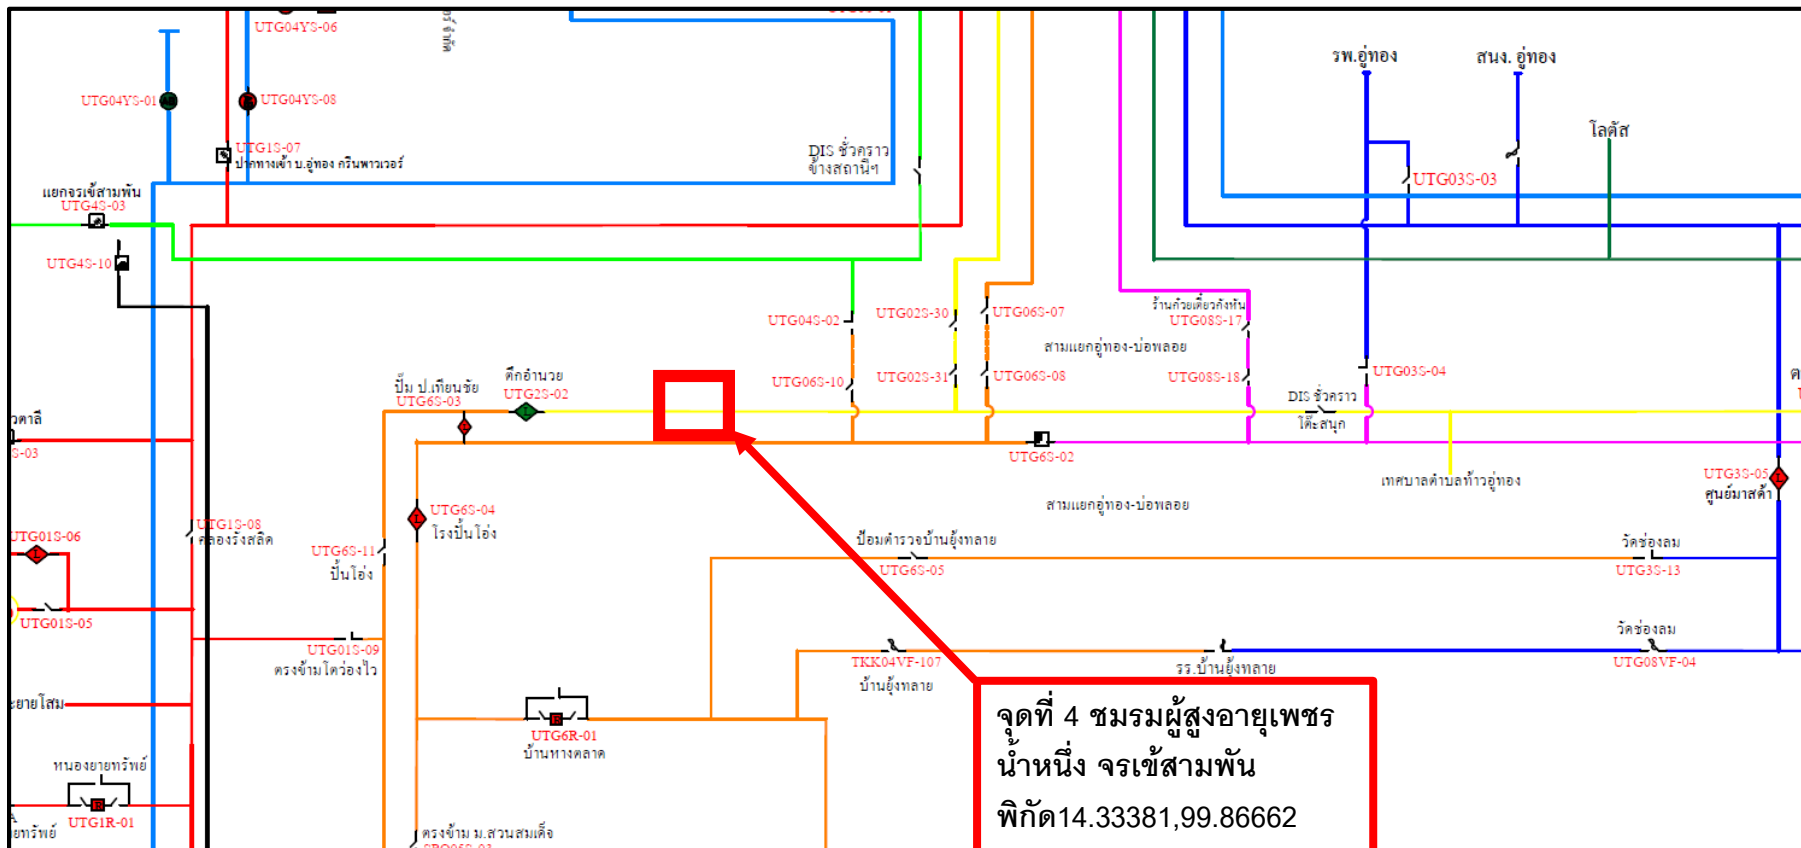 UTG04YS-06
รพ.อู่ทอง
สนง. อู่ทอง
UTG04YS-01
UTG04YS-08
โลตัส
UTG1S-07
ปากทางเข้า บ.อู่ทอง กรีนพาวเวอร์
DIS ชั่วคราว
ข้างสถานีฯ
UTG03S-03
แยกจรเข้สามพัน
UTG4S-03
UTG4S-10
UTG04S-02
UTG02S-30
UTG06S-07
ร้านก๋วยเตี๋ยวกังหัน
UTG08S-17
สามแยกอู่ทอง-บ่อพลอย
UTG06S-10
UTG02S-31
UTG06S-08
UTG08S-18
UTG03S-04
ปั๊ม ป.เทียนชัย
UTG6S-03
ตึกอำนวย
UTG2S-02
DIS ชั่วคราว
โต๊ะสนุก
UTG6S-02
S-03
เทศบาลตำบลท้าวอู่ทอง
UTG3S-05
ศูนย์มาสด้า
UTG6S-04
โรงปั้นโอ่ง
สามแยกอู่ทอง-บ่อพลอย
UTG1S-08
คลองรังสลิด
UTG01S-06
UTG6S-11
ปั้นโอ่ง
ป้อมตำรวจบ้านยุ้งทลาย
UTG6S-05
วัดช่องลม
UTG3S-13
UTG01S-05
UTG01S-09
ตรงข้ามโตว่องไว
TKK04VF-107
บ้านยุ้งทลาย
รร.บ้านยุ้งทลาย
วัดช่องลม
UTG08VF-04
ะยายโสม
UTG6R-01
บ้านทางตลาด
หนองยายทรัพย์
UTG1R-01
ยทรัพย์
ตรงข้าม ม.สวนสมเด็จ
จุดที่ 4 ชมรมผู้สูงอายุเพชร
น้ำหนึ่ง จรเข้สามพัน
พิกัด14.33381,99.86662